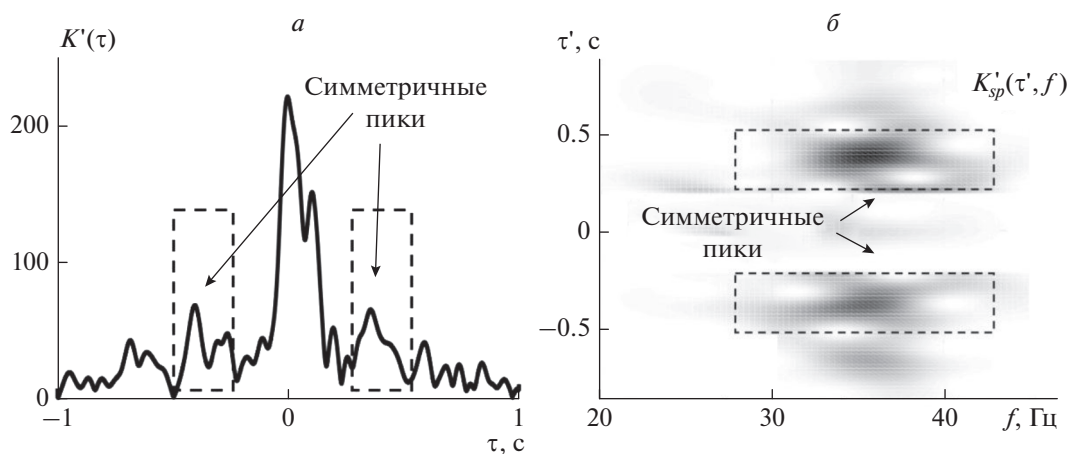 а
K'(τ)
200
100
0
−1
0
1
τ, с
Симметричные
пики
б
τ', с
K'sp(τ', f)
0.5
0
−0.5
Симметричные
пики
20
30
40
f, Гц